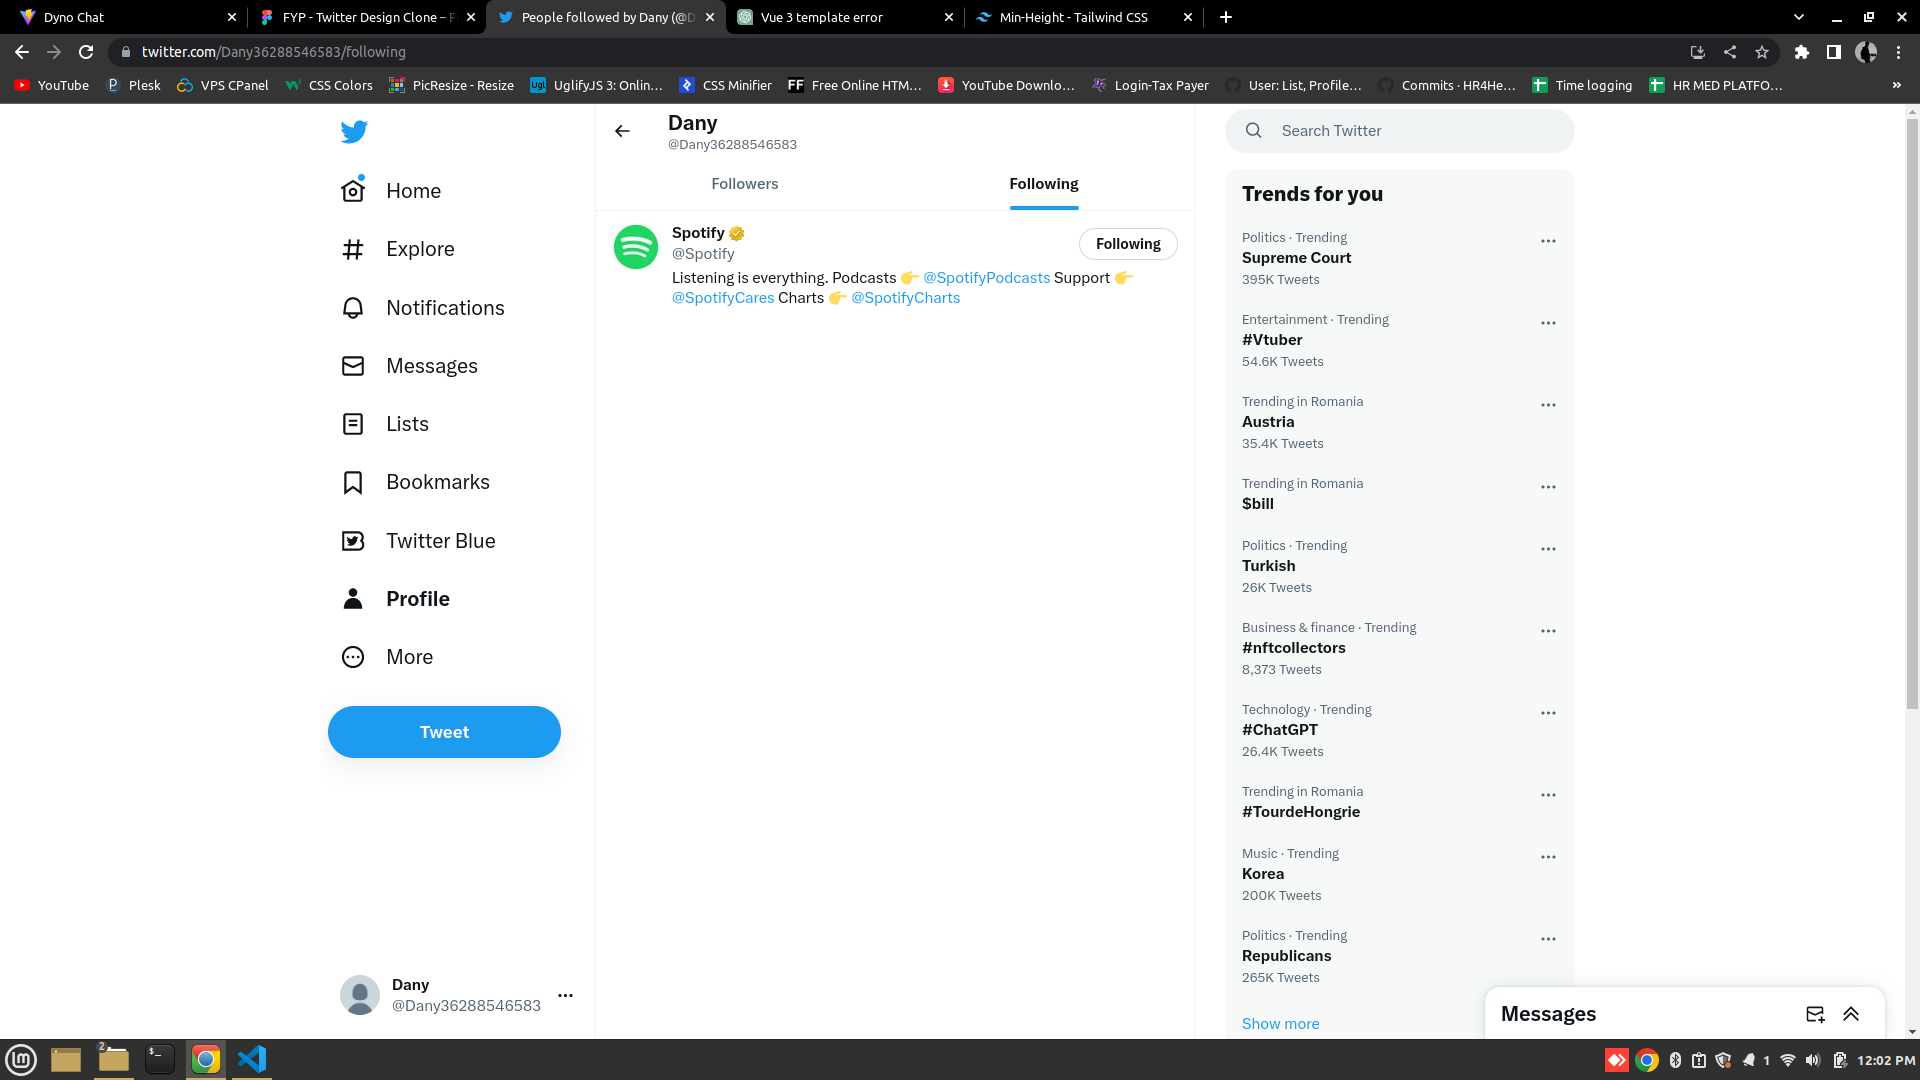 Dyno Chat
FYP - Twitter Design Clone – F
People followed by Dany (@D
Vue 3 template error
Min-Height - Tailwind CSS
twitter.com/Dany36288546583/following
YouTube
Plesk
VPS CPanel
CSS Colors
PicResize - Resize
UglifyJS 3: Onlin...
CSS Minifier
FF Free Online HTM...
YouTube Downlo...
Login-Tax Payer
User: List, Profile...
Commits · HR4He...
Time logging
HR MED PLATFO...
»
Home
Explore
Notifications
Messages
Lists
Bookmarks
Twitter Blue
Profile
More
Tweet
Dany
@Dany36288546583
Dany
@Dany36288546583
Followers
Following
Spotify
@Spotify
Following
Listening is everything. Podcasts 👉 @SpotifyPodcasts Support 👉
@SpotifyCares Charts 👉 @SpotifyCharts
Search Twitter
Trends for you
Politics · Trending
Supreme Court
395K Tweets
Entertainment · Trending
#Vtuber
54.6K Tweets
Trending in Romania
Austria
35.4K Tweets
Trending in Romania
$bill
Politics · Trending
Turkish
26K Tweets
Business & finance · Trending
#nftcollectors
8,373 Tweets
Technology · Trending
#ChatGPT
26.4K Tweets
Trending in Romania
#TourdeHongrie
Music · Trending
Korea
200K Tweets
Politics · Trending
Republicans
265K Tweets
Show more
Messages
2
$_
1
12:02 PM